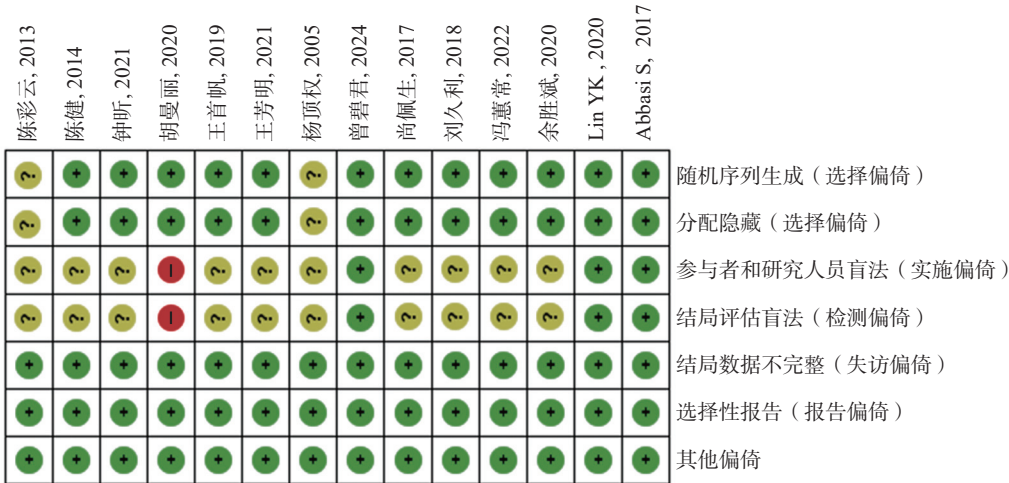 陈彩云, 2013
陈健, 2014
钟昕, 2021
胡曼丽, 2020
王首帆, 2019
王芳明, 2021
杨顶权, 2005
曾碧君, 2024
尚佩生, 2017
刘久利, 2018
冯蕙常, 2022
余胜斌, 2020
Lin YK , 2020
Abbasi S, 2017
? + + + + + ? + + + + + + + 随机序列生成（选择偏倚）
? + + + + + ? + + + + + + + 分配隐藏（选择偏倚）
? ? ? − ? ? ? + ? ? ? ? + + 参与者和研究人员盲法（实施偏倚）
? ? ? − ? ? ? + ? ? ? ? + + 结局评估盲法（检测偏倚）
+ + + + + + + + + + + + + + 结局数据不完整（失访偏倚）
+ + + + + + + + + + + + + + 选择性报告（报告偏倚）
+ + + + + + + + + + + + + + 其他偏倚